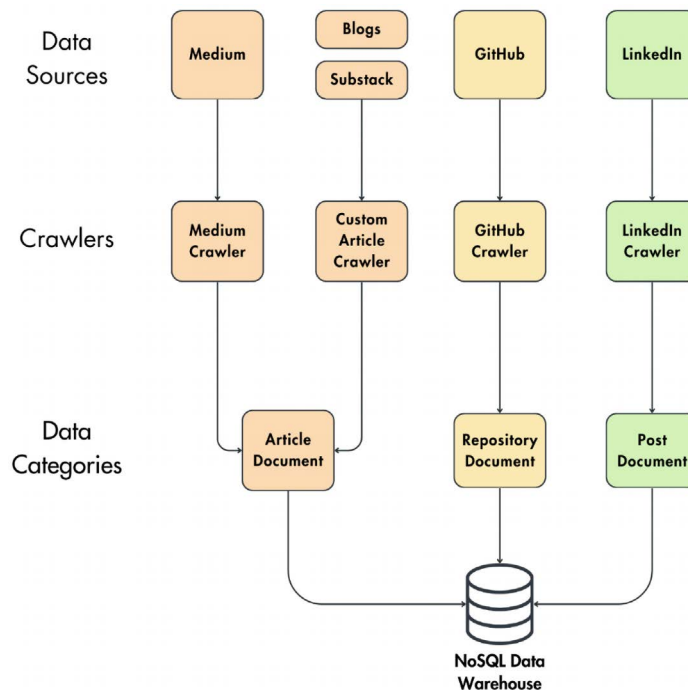 Data
Sources
Medium
Blogs
Substack
GitHub
LinkedIn
Crawlers
Medium
Crawler
Custom
Article
Crawler
GitHub
Crawler
LinkedIn
Crawler
Data
Categories
Article
Document
Repository
Document
Post
Document
NoSQL Data
Warehouse